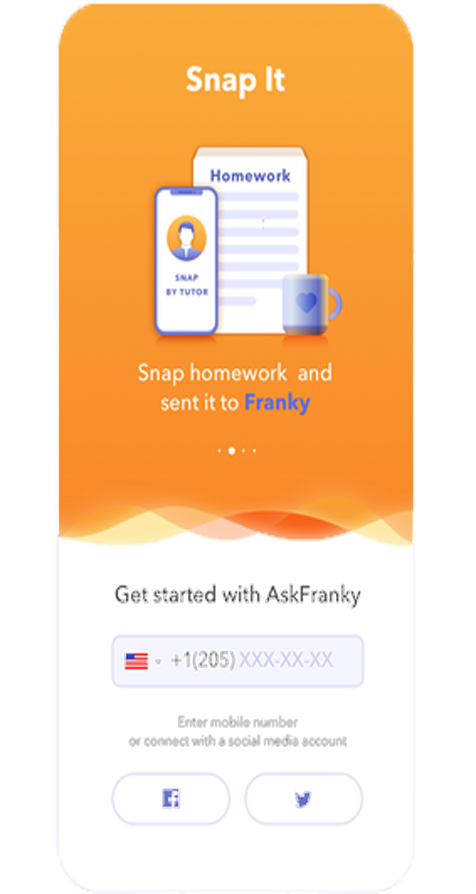 Snap It
Homework
SNAP
BY TUTOR
Snap homework and
sent it to Franky
Get started with AskFranky
+1(205) XXX-XX-XX
Enter mobile number
or connect with a social media account